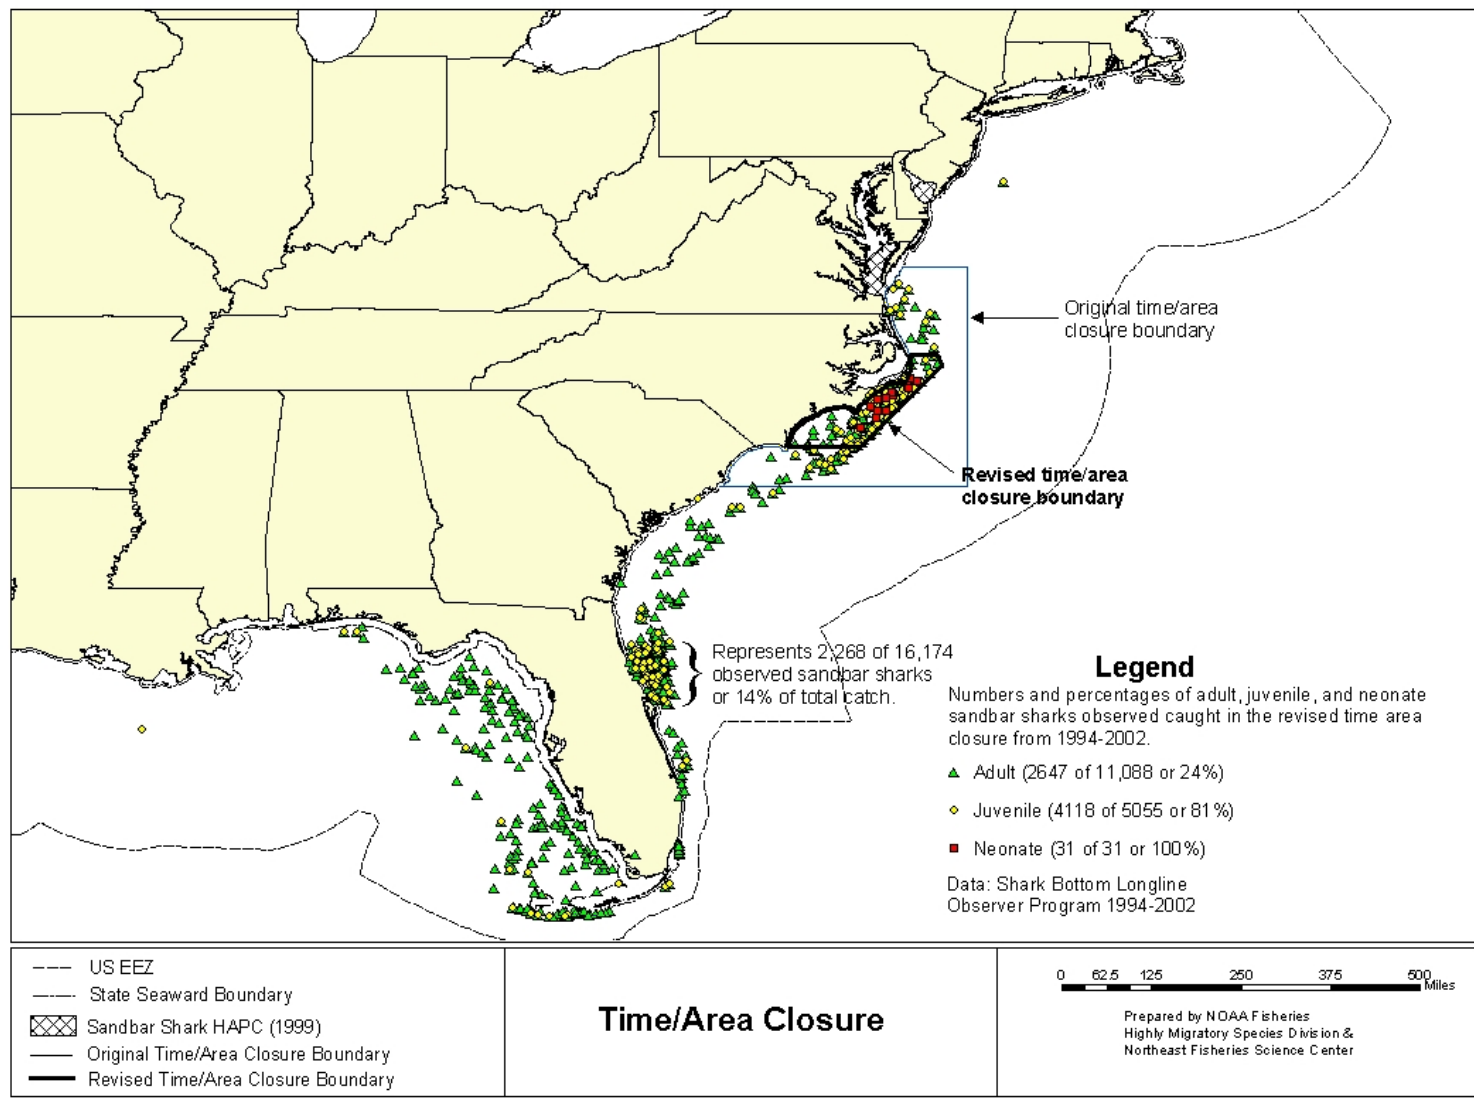 Original time/area
closure boundary
Revised time/area
closure boundary
Represents 2,268 of 16,174
observed sandbar sharks
or 14% of total catch.
Legend
Numbers and percentages of adult, juvenile, and neonate
sandbar sharks observed caught in the revised time area
closure from 1994-2002.
Adult (2647 of 11,088 or 24%)
Juvenile (4118 of 5055 or 81%)
Neonate (31 of 31 or 100%)
Data: Shark Bottom Longline
Observer Program 1994-2002
US EEZ
State Seaward Boundary
Sandbar Shark HAPC (1999)
Original Time/Area Closure Boundary
Revised Time/Area Closure Boundary
Time/Area Closure
0 62.5 125 250 375 500
Miles
Prepared by NOAA Fisheries
Highly Migratory Species Division &
Northeast Fisheries Science Center